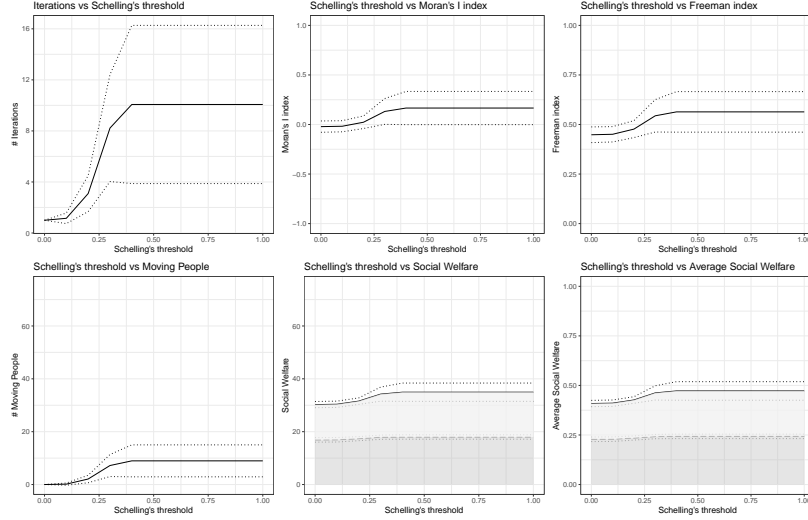 Iterations vs Schelling's threshold
16
12
8
4
0
# Iterations
0.00 0.25 0.50 0.75 1.00
Schelling's threshold
Schelling's threshold vs Moran's I index
1.0
0.5
0.0
−0.5
−1.0
Moran's I index
0.00 0.25 0.50 0.75 1.00
Schelling's threshold
Schelling's threshold vs Freeman index
1.00
0.75
0.50
0.25
0.00
Freeman index
0.00 0.25 0.50 0.75 1.00
Schelling's threshold
Schelling's threshold vs Moving People
60
40
20
0
# Moving People
0.00 0.25 0.50 0.75 1.00
Schelling's threshold
Schelling's threshold vs Social Welfare
60
40
20
0
Social Welfare
0.00 0.25 0.50 0.75 1.00
Schelling's threshold
Schelling's threshold vs Average Social Welfare
1.00
0.75
0.50
0.25
0.00
Average Social Welfare
0.00 0.25 0.50 0.75 1.00
Schelling's threshold